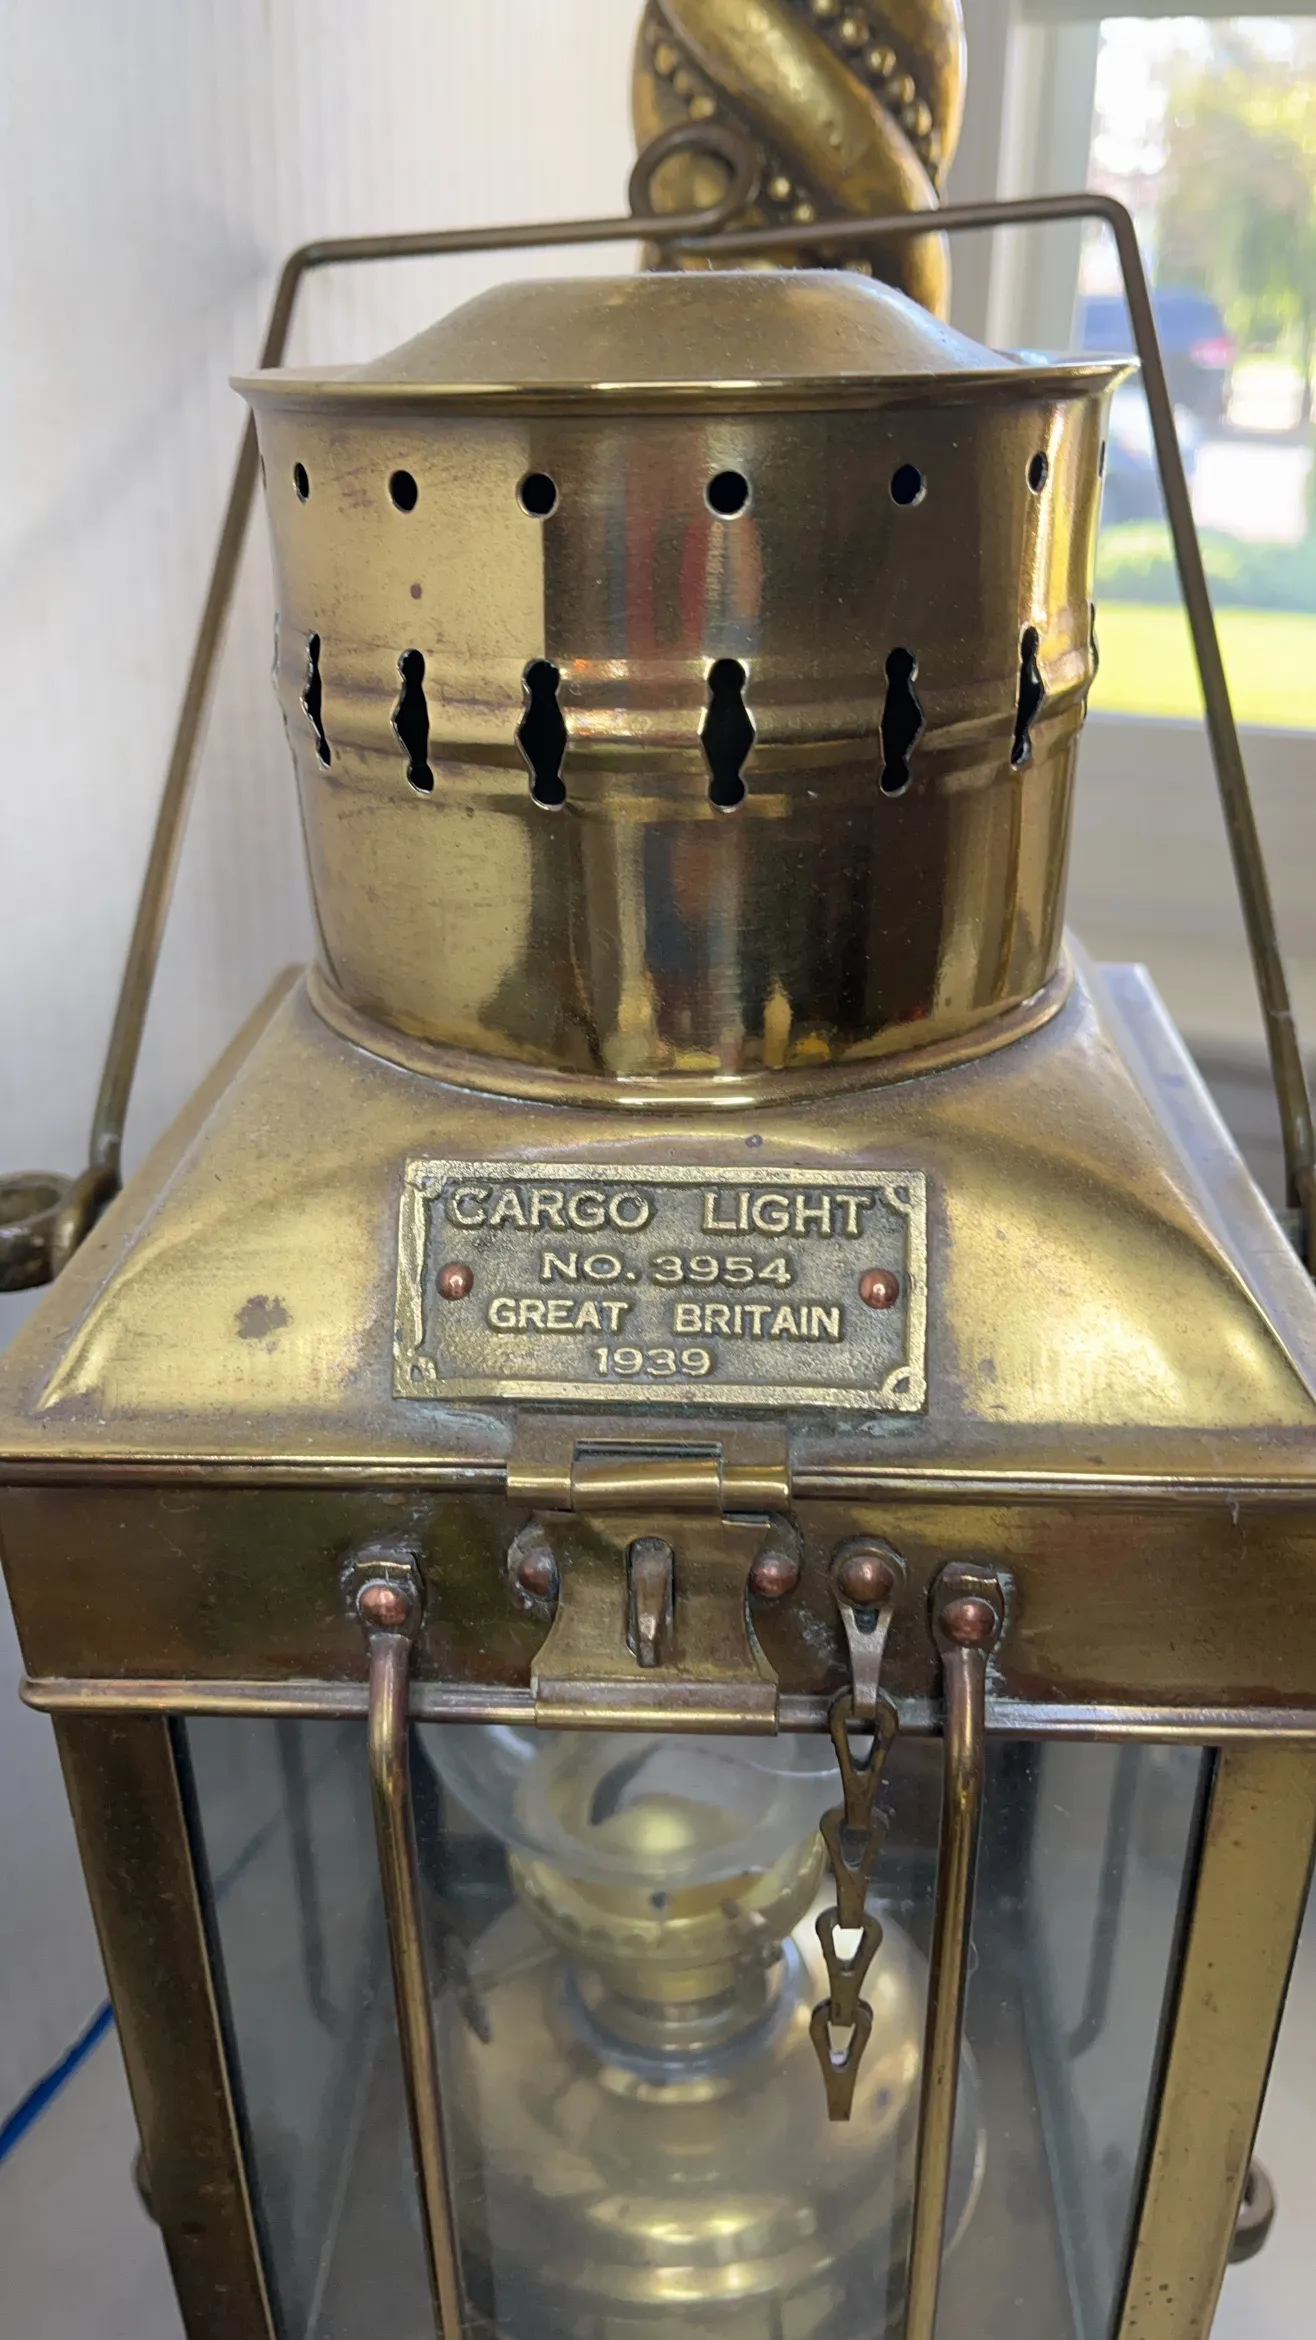 CARGO LIGHT
NO. 3954
GREAT BRITAIN
1939